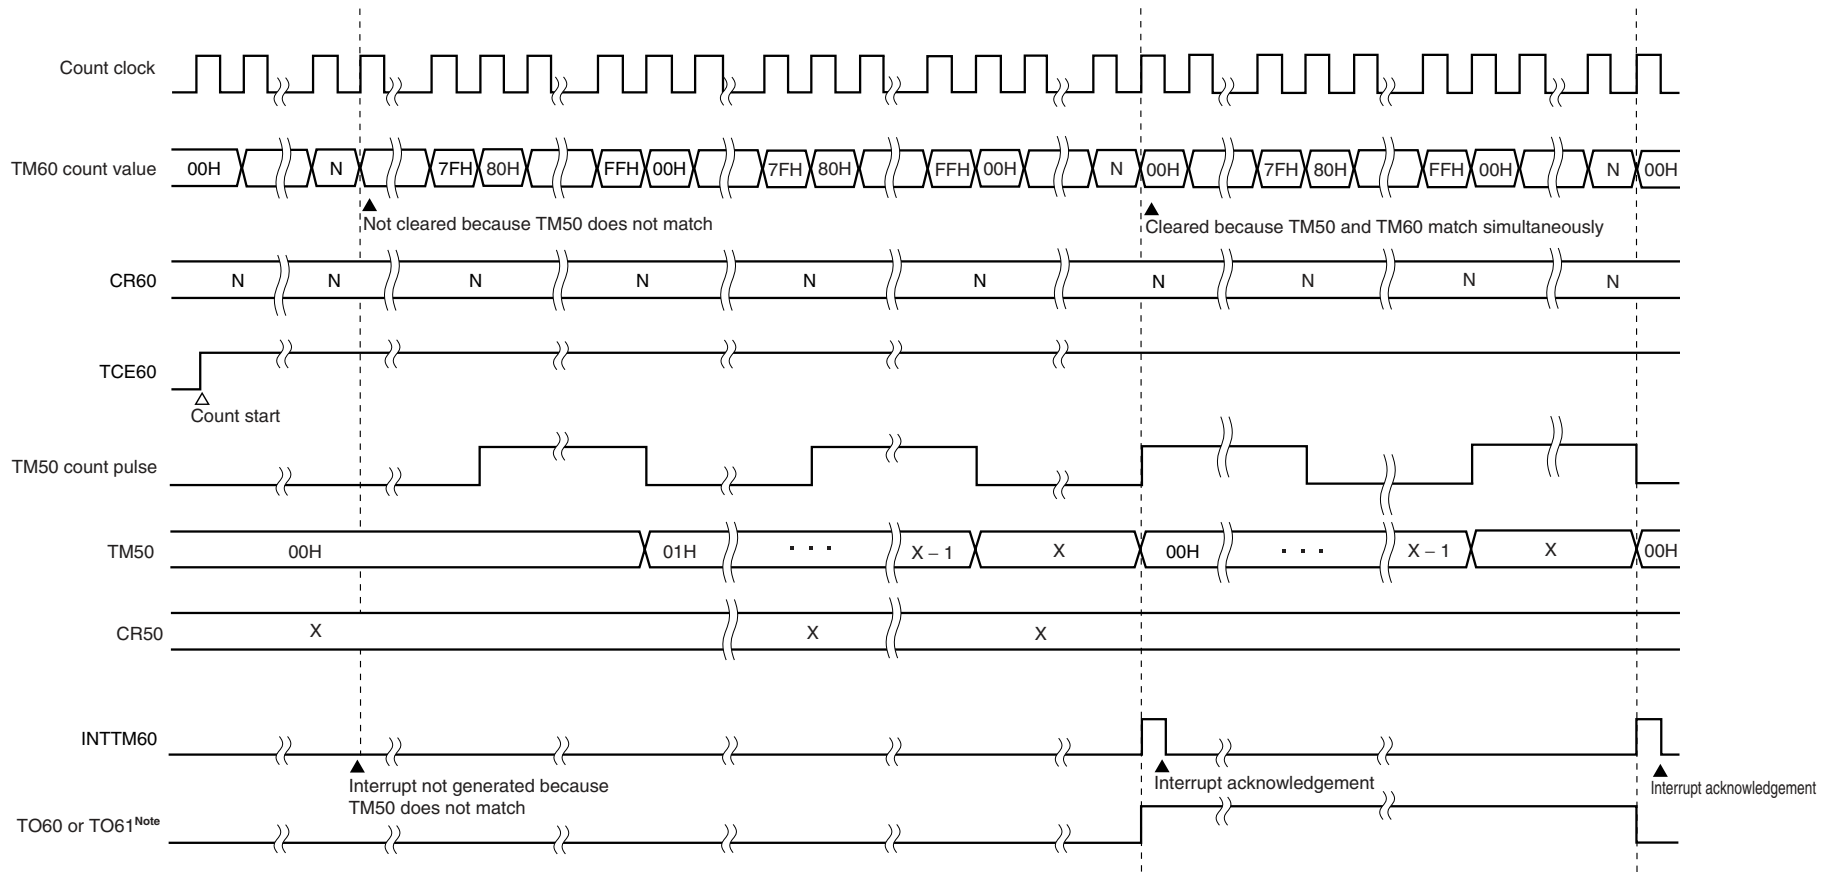 Count clock
TM60 count value 00H N 7FH 80H FFH 00H 7FH 80H FFH 00H N 00H 7FH 80H FFH 00H N 00H
Not cleared because TM50 does not match
Cleared because TM50 and TM60 match simultaneously
CR60 N N N N N N N N N N
TCE60
Count start
TM50 count pulse
TM50 00H 01H · · · X – 1 X 00H · · · X – 1 X 00H
CR50 X X X
INTTM60
Interrupt not generated because
TM50 does not match
Interrupt acknowledgement
Interrupt acknowledgement
TO60 or TO61Note